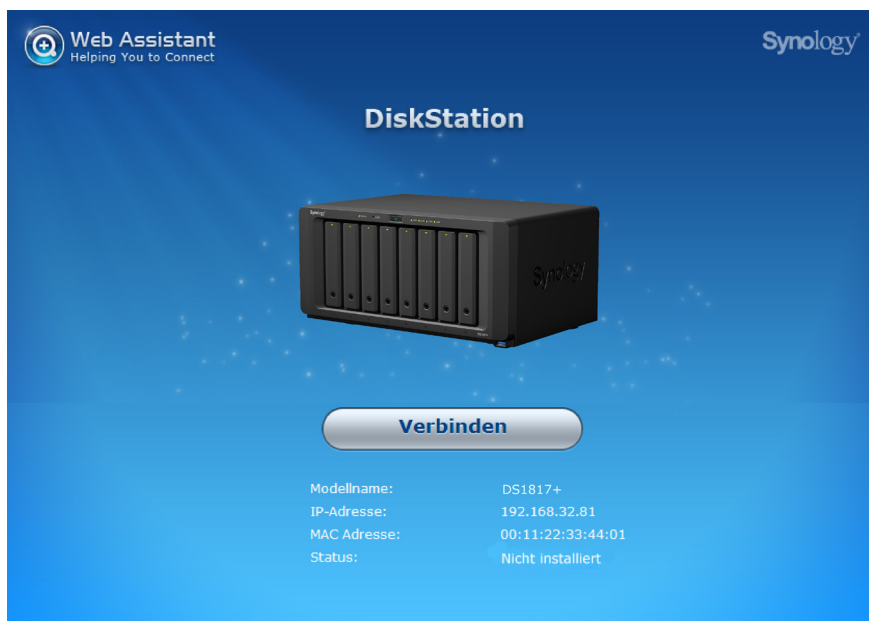 Web Assistant
Helping You to Connect
Synology
DiskStation
Synology
Synology
Verbinden
Modellname: DS1817+
IP-Adresse: 192.168.32.81
MAC Adresse: 00:11:22:33:44:01
Status: Nicht installiert